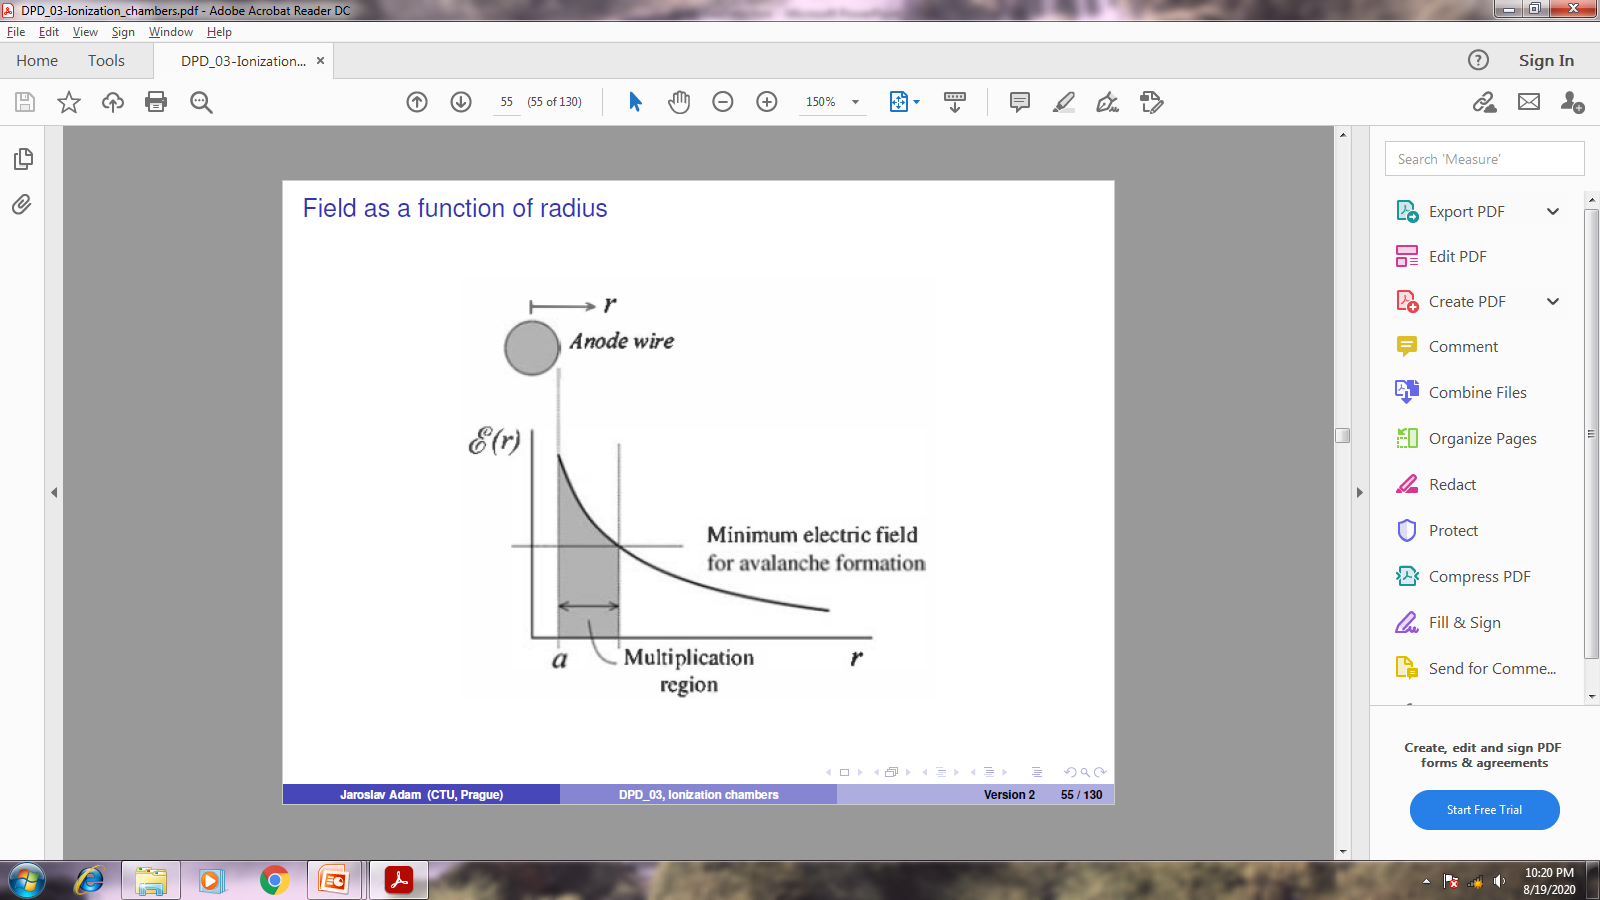 DPD_03-Ionization_chambers.pdf - Adobe Acrobat Reader DC
File Edit View Sign Window Help
Home Tools DPD_03-Ionization... × ? Sign In
55 (55 of 130) 150%
Search 'Measure'
Export PDF
Edit PDF
Create PDF
Comment
Combine Files
Organize Pages
Redact
Protect
Compress PDF
Fill & Sign
Send for Comme...
Create, edit and sign PDF
forms & agreements
Start Free Trial
Field as a function of radius
r
Anode wire
ℰ(r)
Minimum electric field
for avalanche formation
a Multiplication r
region
Jaroslav Adam (CTU, Prague) DPD_03, Ionization chambers Version 2 55 / 130
10:20 PM
8/19/2020